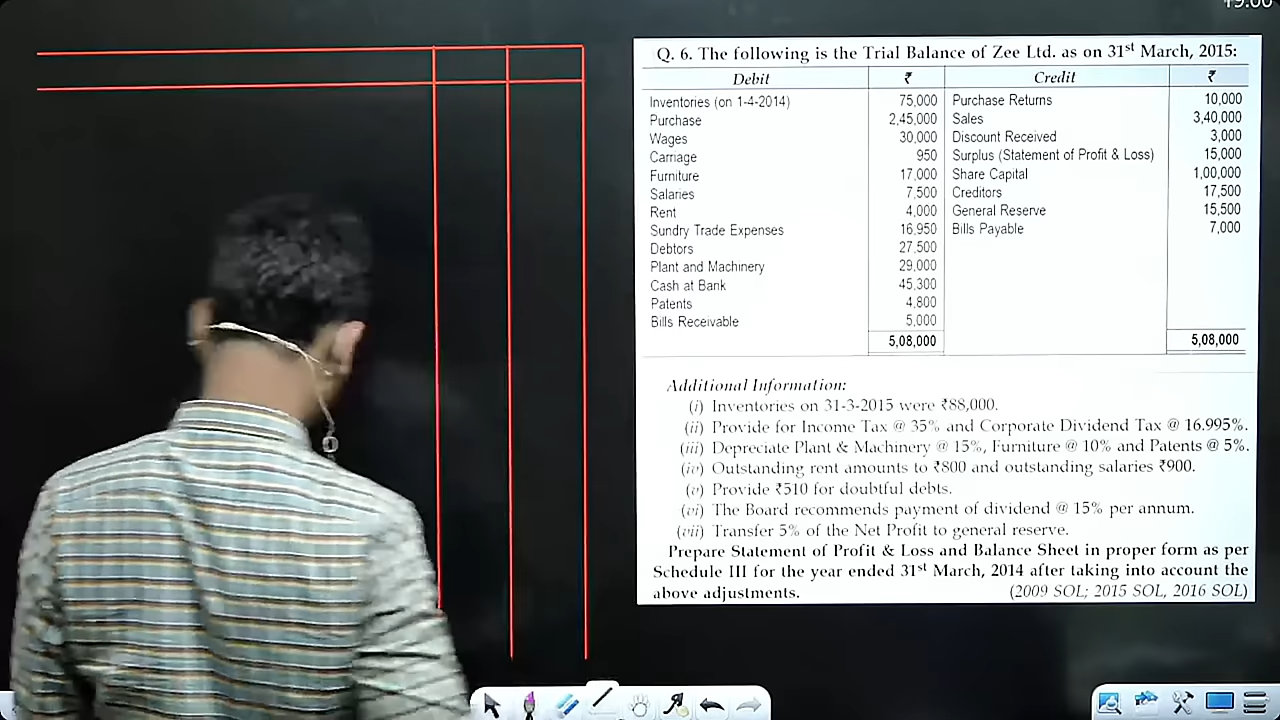 19:00
Q. 6. The following is the Trial Balance of Zee Ltd. as on 31st March, 2015:
Debit ₹ Credit ₹
Inventories (on 1-4-2014) 75,000 Purchase Returns 10,000
Purchase 2,45,000 Sales 3,40,000
Wages 30,000 Discount Received 3,000
Carriage 950 Surplus (Statement of Profit & Loss) 15,000
Furniture 17,000 Share Capital 1,00,000
Salaries 7,500 Creditors 17,500
Rent 4,000 General Reserve 15,500
Sundry Trade Expenses 16,950 Bills Payable 7,000
Debtors 27,500
Plant and Machinery 29,000
Cash at Bank 45,300
Patents 4,800
Bills Receivable 5,000
5,08,000 5,08,000
Additional Information:
(i) Inventories on 31-3-2015 were ₹88,000.
(ii) Provide for Income Tax @ 35% and Corporate Dividend Tax @ 16.995%.
(iii) Depreciate Plant & Machinery @ 15%, Furniture @ 10% and Patents @ 5%.
(iv) Outstanding rent amounts to ₹800 and outstanding salaries ₹900.
(v) Provide ₹510 for doubtful debts.
(vi) The Board recommends payment of dividend @ 15% per annum.
(vii) Transfer 5% of the Net Profit to general reserve.
Prepare Statement of Profit & Loss and Balance Sheet in proper form as per
Schedule III for the year ended 31st March, 2014 after taking into account the
above adjustments. (2009 SOL; 2015 SOL, 2016 SOL)